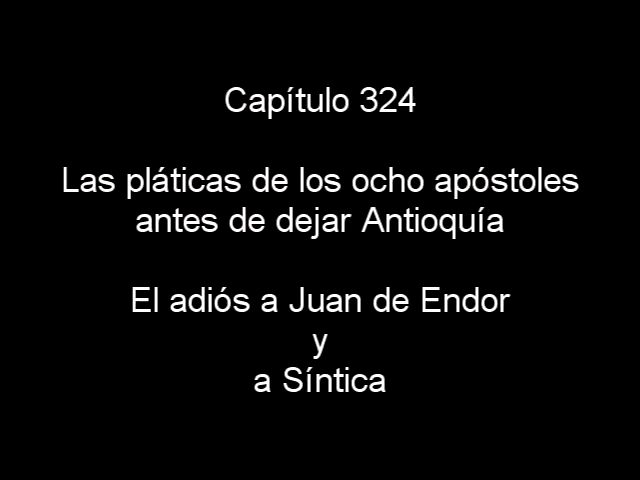 Capítulo 324
Las pláticas de los ocho apóstoles
antes de dejar Antioquía
El adiós a Juan de Endor
y
a Síntica